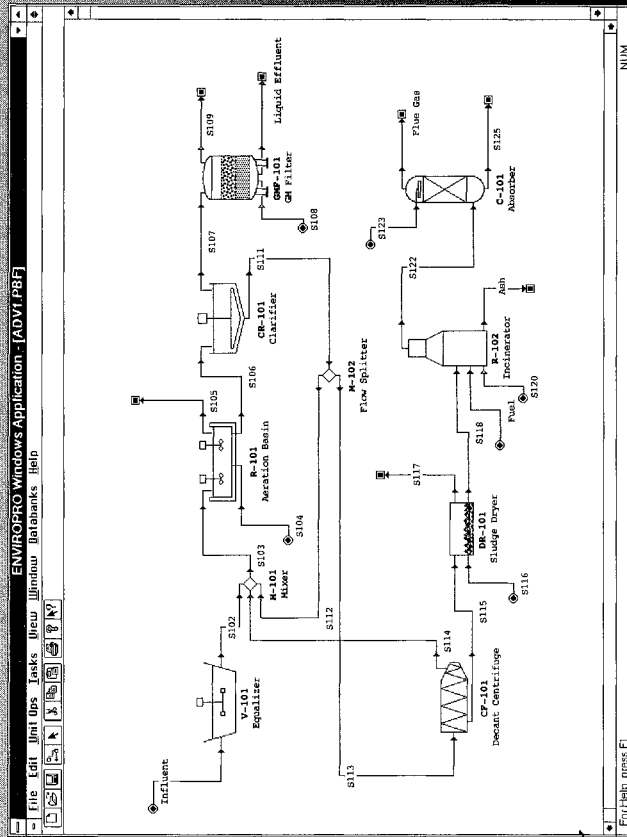 ENVIROPRO Windows Application - [ADV1.PBF]
File Edit Unit Ops Tasks View Window Databanks Help
Influent
V-101
Equalizer
S102
M-101
Mixer
S103
S104
R-101
Aeration Basin
S105
S106
CR-101
Clarifier
S107
S111
GMF-101
GM Filter
S109
S108
Liquid Effluent
S112
M-102
Flow Splitter
S113
CF-101
Decant Centrifuge
S114
S115
DR-101
Sludge Dryer
S116
S117
S118
Fuel
S120
R-102
Incinerator
Ash
S122
S123
C-101
Absorber
Flue Gas
S125
For Help, press F1
NUM